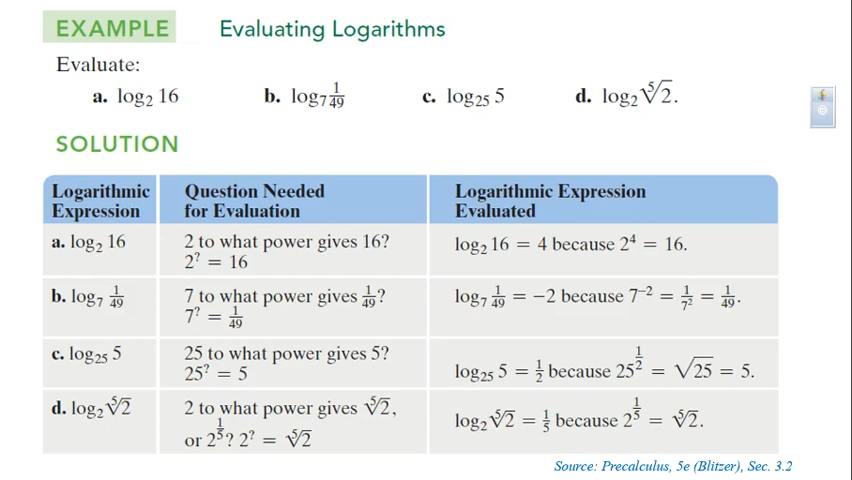 EXAMPLE Evaluating Logarithms
Evaluate:
a. log₂ 16 b. log₇ 1/49 c. log₂₅ 5 d. log₂ ⁵√2.
SOLUTION
Logarithmic Expression
Question Needed for Evaluation
Logarithmic Expression Evaluated
a. log₂ 16
2 to what power gives 16?
2^? = 16
log₂ 16 = 4 because 2⁴ = 16.
b. log₇ 1/49
7 to what power gives 1/49?
7^? = 1/49
log₇ 1/49 = −2 because 7⁻² = 1/7² = 1/49.
c. log₂₅ 5
25 to what power gives 5?
25^? = 5
log₂₅ 5 = 1/2 because 25^(1/2) = √25 = 5.
d. log₂ ⁵√2
2 to what power gives ⁵√2,
or 2^(1/5)? 2^? = ⁵√2
log₂ ⁵√2 = 1/5 because 2^(1/5) = ⁵√2.
Source: Precalculus, 5e (Blitzer), Sec. 3.2